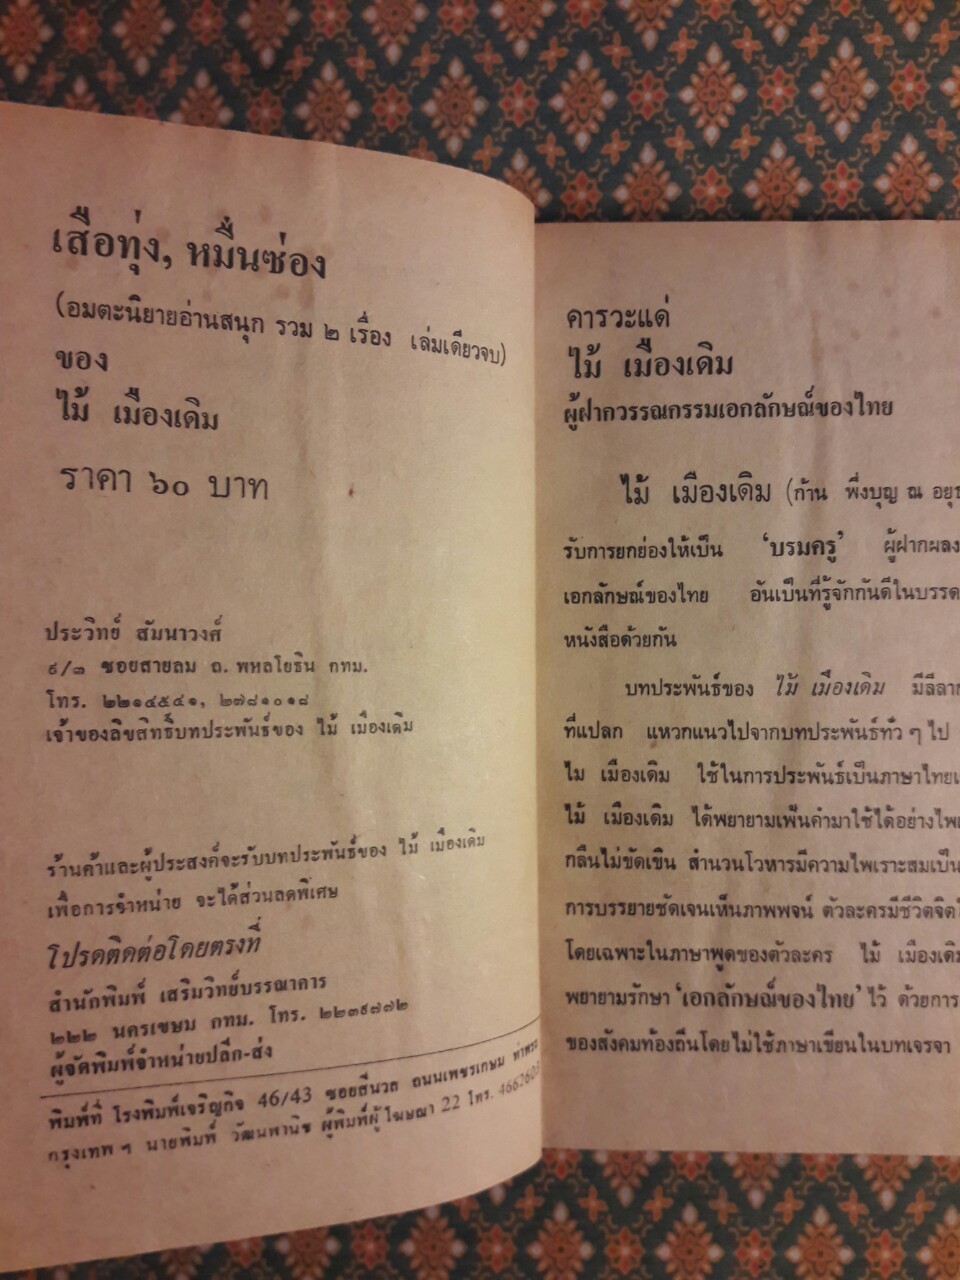 เสือทุ่ง, หมื่นซ่อง
(อมตะนิยายอ่านสนุก รวม ๒ เรื่อง เล่มเดียวจบ)
ของ
ไม้ เมืองเดิม
ราคา ๖๐ บาท
ประวิทย์ สัมนาวงศ์
๙/๓ ซอยสายลม ถ. พหลโยธิน กทม.
โทร. ๒๒๑๔๕๔๑, ๒๗๘๑๐๑๘
เจ้าของลิขสิทธิ์บทประพันธ์ของ ไม้ เมืองเดิม
ร้านค้าและผู้ประสงค์จะรับบทประพันธ์ของ ไม้ เมืองเดิม
เพื่อการจำหน่าย จะได้ส่วนลดพิเศษ
โปรดติดต่อโดยตรงที่
สำนักพิมพ์ เสริมวิทย์บรรณาคาร
๒๒๒ นครเขษม กทม. โทร. ๒๒๓๙๘๗๒
ผู้จัดพิมพ์จำหน่ายปลีก-ส่ง
พิมพ์ที่ โรงพิมพ์เจริญกิจ 46/43 ซอยสีนวล ถนนเพชรเกษม ท่าพระ
กรุงเทพ ฯ นายพิมพ์ วัฒนพานิช ผู้พิมพ์ผู้โฆษณา 22 โทร. 466260
คารวะแด่
ไม้ เมืองเดิม
ผู้ฝากวรรณกรรมเอกลักษณ์ของไทย
ไม้ เมืองเดิม (ก้าน พึ่งบุญ ณ อยุธ
รับการยกย่องให้เป็น ‘บรมครู’ ผู้ฝากผลง
เอกลักษณ์ของไทย อันเป็นที่รู้จักกันดีในบรรด
หนังสือด้วยกัน
บทประพันธ์ของ ไม้ เมืองเดิม มีลีลา
ที่แปลก แหวกแนวไปจากบทประพันธ์ทั่ว ๆ ไป
ไม เมืองเดิม ใช้ในการประพันธ์เป็นภาษาไทย
ไม้ เมืองเดิม ได้พยายามเฟ้นคำมาใช้ได้อย่างไพเ
กลืนไม่ขัดเขิน สำนวนโวหารมีความไพเราะสมเป็น
การบรรยายชัดเจนเห็นภาพพจน์ ตัวละครมีชีวิตจิตใ
โดยเฉพาะในภาษาพูดของตัวละคร ไม้ เมืองเดิม
พยายามรักษา ‘เอกลักษณ์ของไทย’ ไว้ ด้วยการ
ของสังคมท้องถิ่นโดยไม่ใช้ภาษาเขียนในบทเจรจา